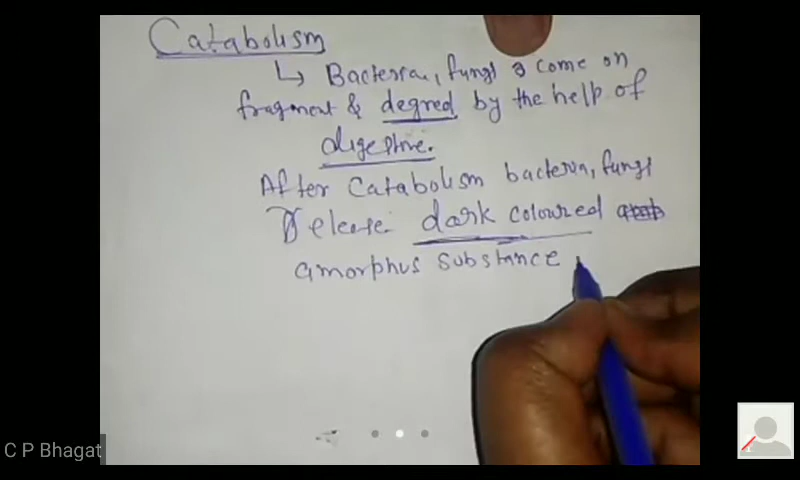 Catabolism
↳ Bacteria, fungi & come on
fragment & degred by the help of
digestive.
After Catabolism bacteria, fungi
Release dark coloured
amorphus substance
C P Bhagat